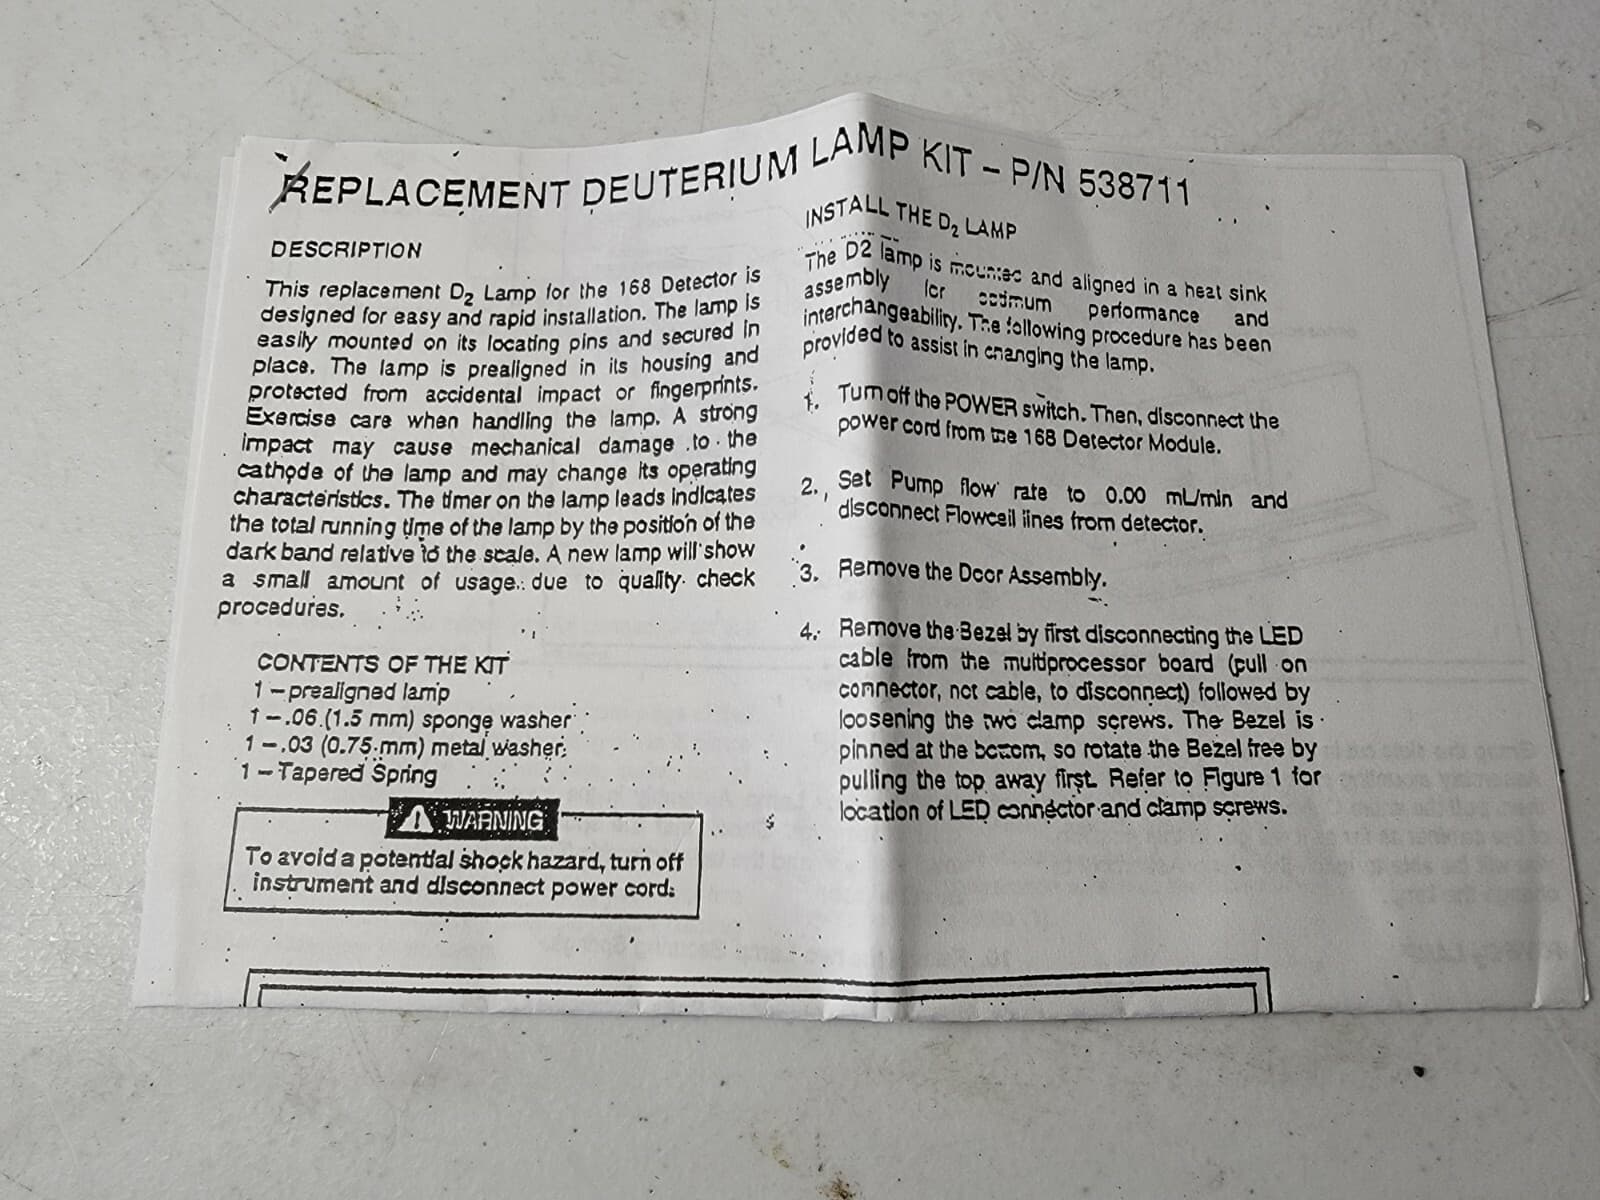 REPLACEMENT DEUTERIUM LAMP KIT – P/N 538711
DESCRIPTION
This replacement D2 Lamp for the 168 Detector is
designed for easy and rapid installation. The lamp is
easily mounted on its locating pins and secured in
place. The lamp is prealigned in its housing and
protected from accidental impact or fingerprints.
Exercise care when handling the lamp. A strong
impact may cause mechanical damage to the
cathode of the lamp and may change its operating
characteristics. The timer on the lamp leads indicates
the total running time of the lamp by the position of the
dark band relative to the scale. A new lamp will show
a small amount of usage due to quality check
procedures.
CONTENTS OF THE KIT
1 – prealigned lamp
1 – .06 (1.5 mm) sponge washer
1 – .03 (0.75 mm) metal washer
1 – Tapered Spring
WARNING
To avoid a potential shock hazard, turn off
instrument and disconnect power cord.
INSTALL THE D2 LAMP
The D2 lamp is mounted and aligned in a heat sink
assembly for optimum performance and
interchangeability. The following procedure has been
provided to assist in changing the lamp.
1. Turn off the POWER switch. Then, disconnect the
power cord from the 168 Detector Module.
2. Set Pump flow rate to 0.00 mL/min and
disconnect Flowcell lines from detector.
3. Remove the Door Assembly.
4. Remove the Bezel by first disconnecting the LED
cable from the multiprocessor board (pull on
connector, not cable, to disconnect) followed by
loosening the two clamp screws. The Bezel is
pinned at the bottom, so rotate the Bezel free by
pulling the top away first. Refer to Figure 1 for
location of LED connector and clamp screws.